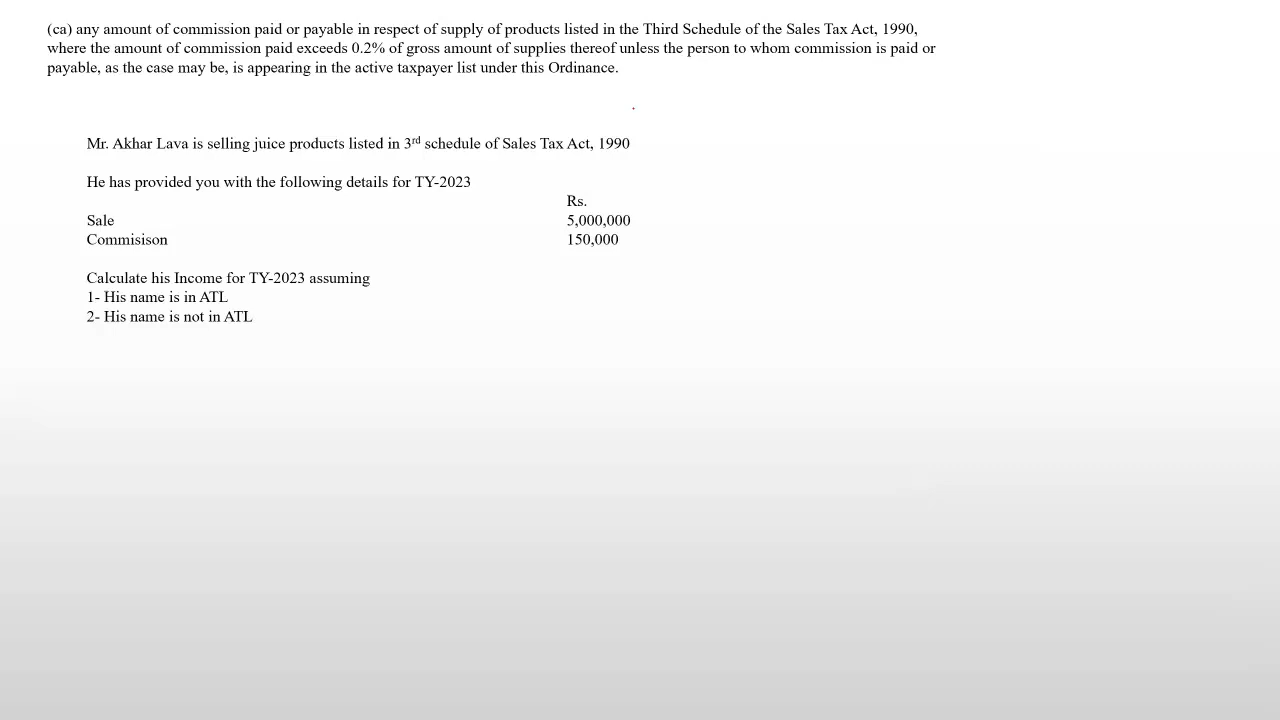 (ca) any amount of commission paid or payable in respect of supply of products listed in the Third Schedule of the Sales Tax Act, 1990,
where the amount of commission paid exceeds 0.2% of gross amount of supplies thereof unless the person to whom commission is paid or
payable, as the case may be, is appearing in the active taxpayer list under this Ordinance.
Mr. Akhar Lava is selling juice products listed in 3rd schedule of Sales Tax Act, 1990
He has provided you with the following details for TY-2023
Rs.
Sale 5,000,000
Commisison 150,000
Calculate his Income for TY-2023 assuming
1- His name is in ATL
2- His name is not in ATL